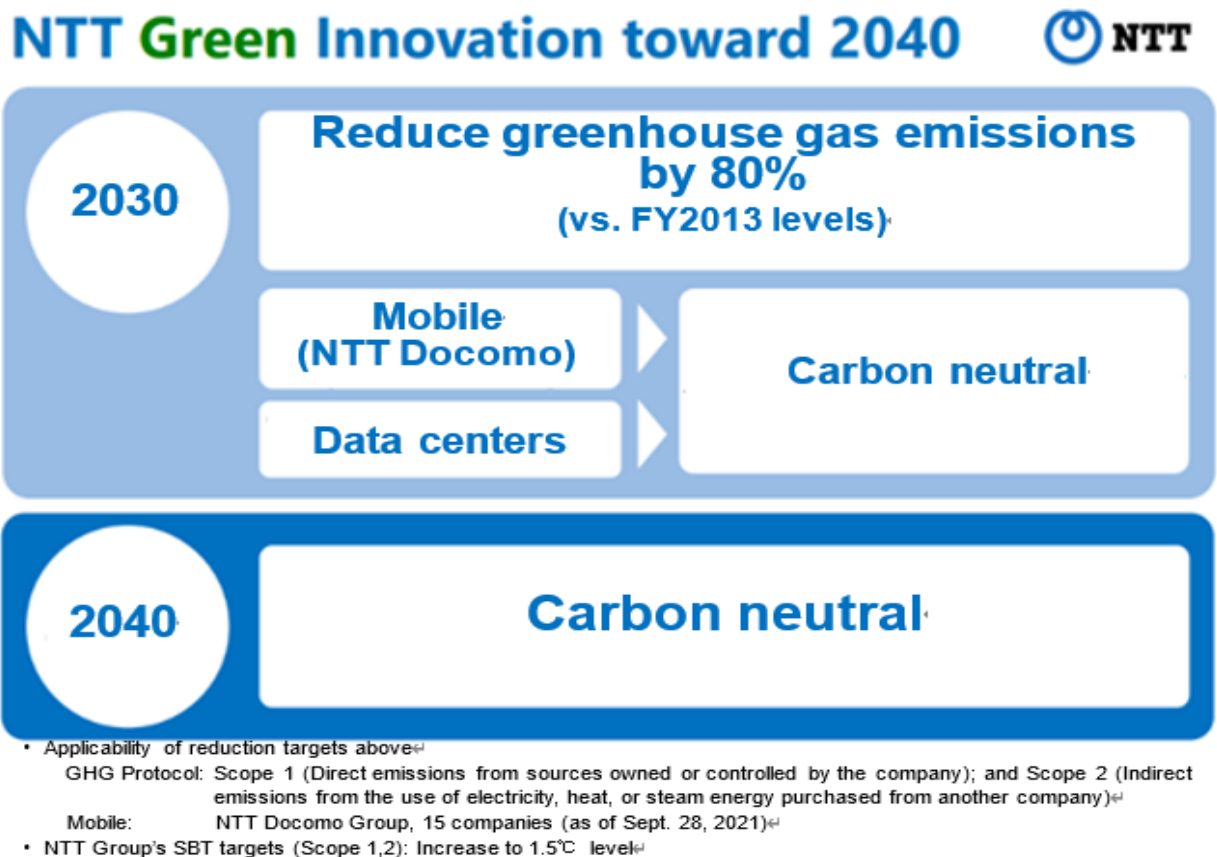 NTT Green Innovation toward 2040
NTT
2030
Reduce greenhouse gas emissions
by 80%
(vs. FY2013 levels)
Mobile
(NTT Docomo)
Carbon neutral
Data centers
2040
Carbon neutral
• Applicability of reduction targets above↵
GHG Protocol: Scope 1 (Direct emissions from sources owned or controlled by the company); and Scope 2 (Indirect
emissions from the use of electricity, heat, or steam energy purchased from another company)↵
Mobile: NTT Docomo Group, 15 companies (as of Sept. 28, 2021)↵
• NTT Group's SBT targets (Scope 1,2): Increase to 1.5℃ level↵